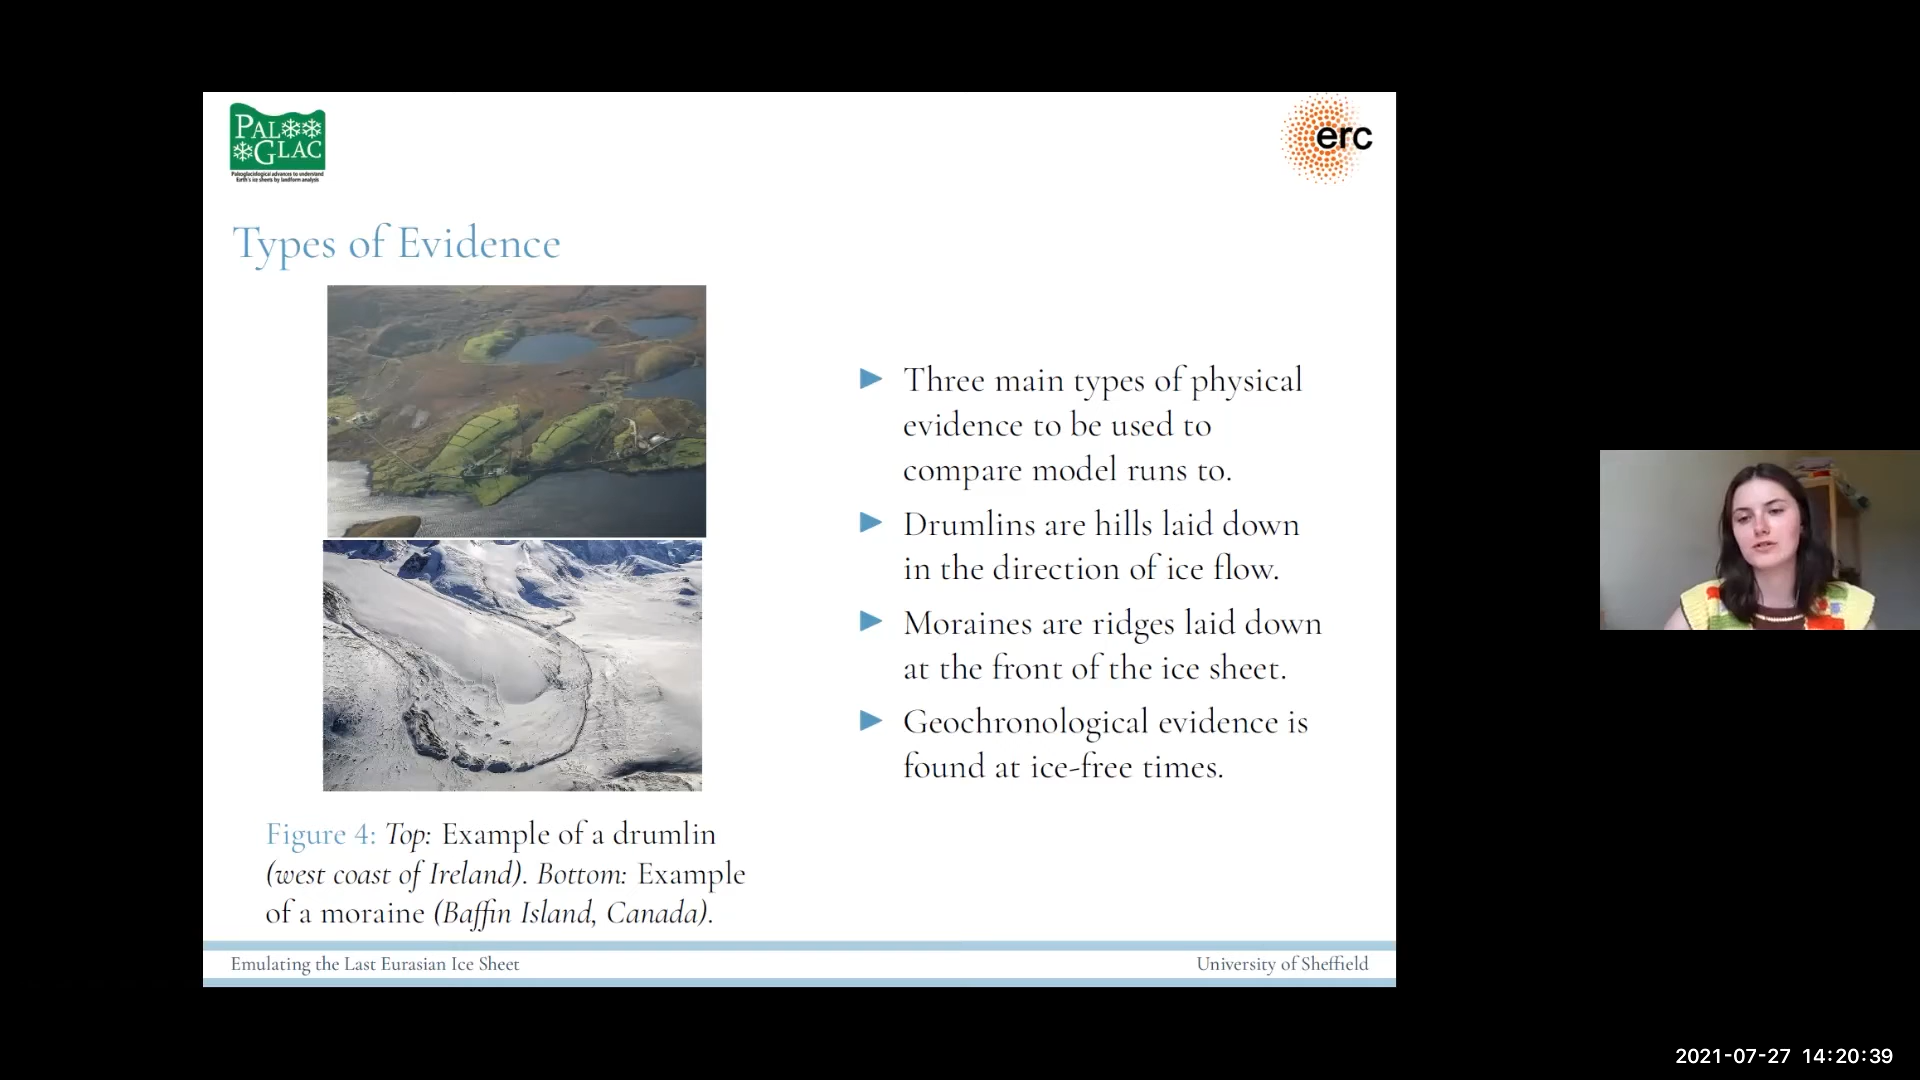 PAL
GLAC
Palaeoglaciological advances to understand
Earth's ice sheets by landform analysis
erc
Types of Evidence
Three main types of physical
evidence to be used to
compare model runs to.
Drumlins are hills laid down
in the direction of ice flow.
Moraines are ridges laid down
at the front of the ice sheet.
Geochronological evidence is
found at ice-free times.
Figure 4: Top: Example of a drumlin
(west coast of Ireland). Bottom: Example
of a moraine (Baffin Island, Canada).
Emulating the Last Eurasian Ice Sheet
University of Sheffield
2021-07-27 14:20:39